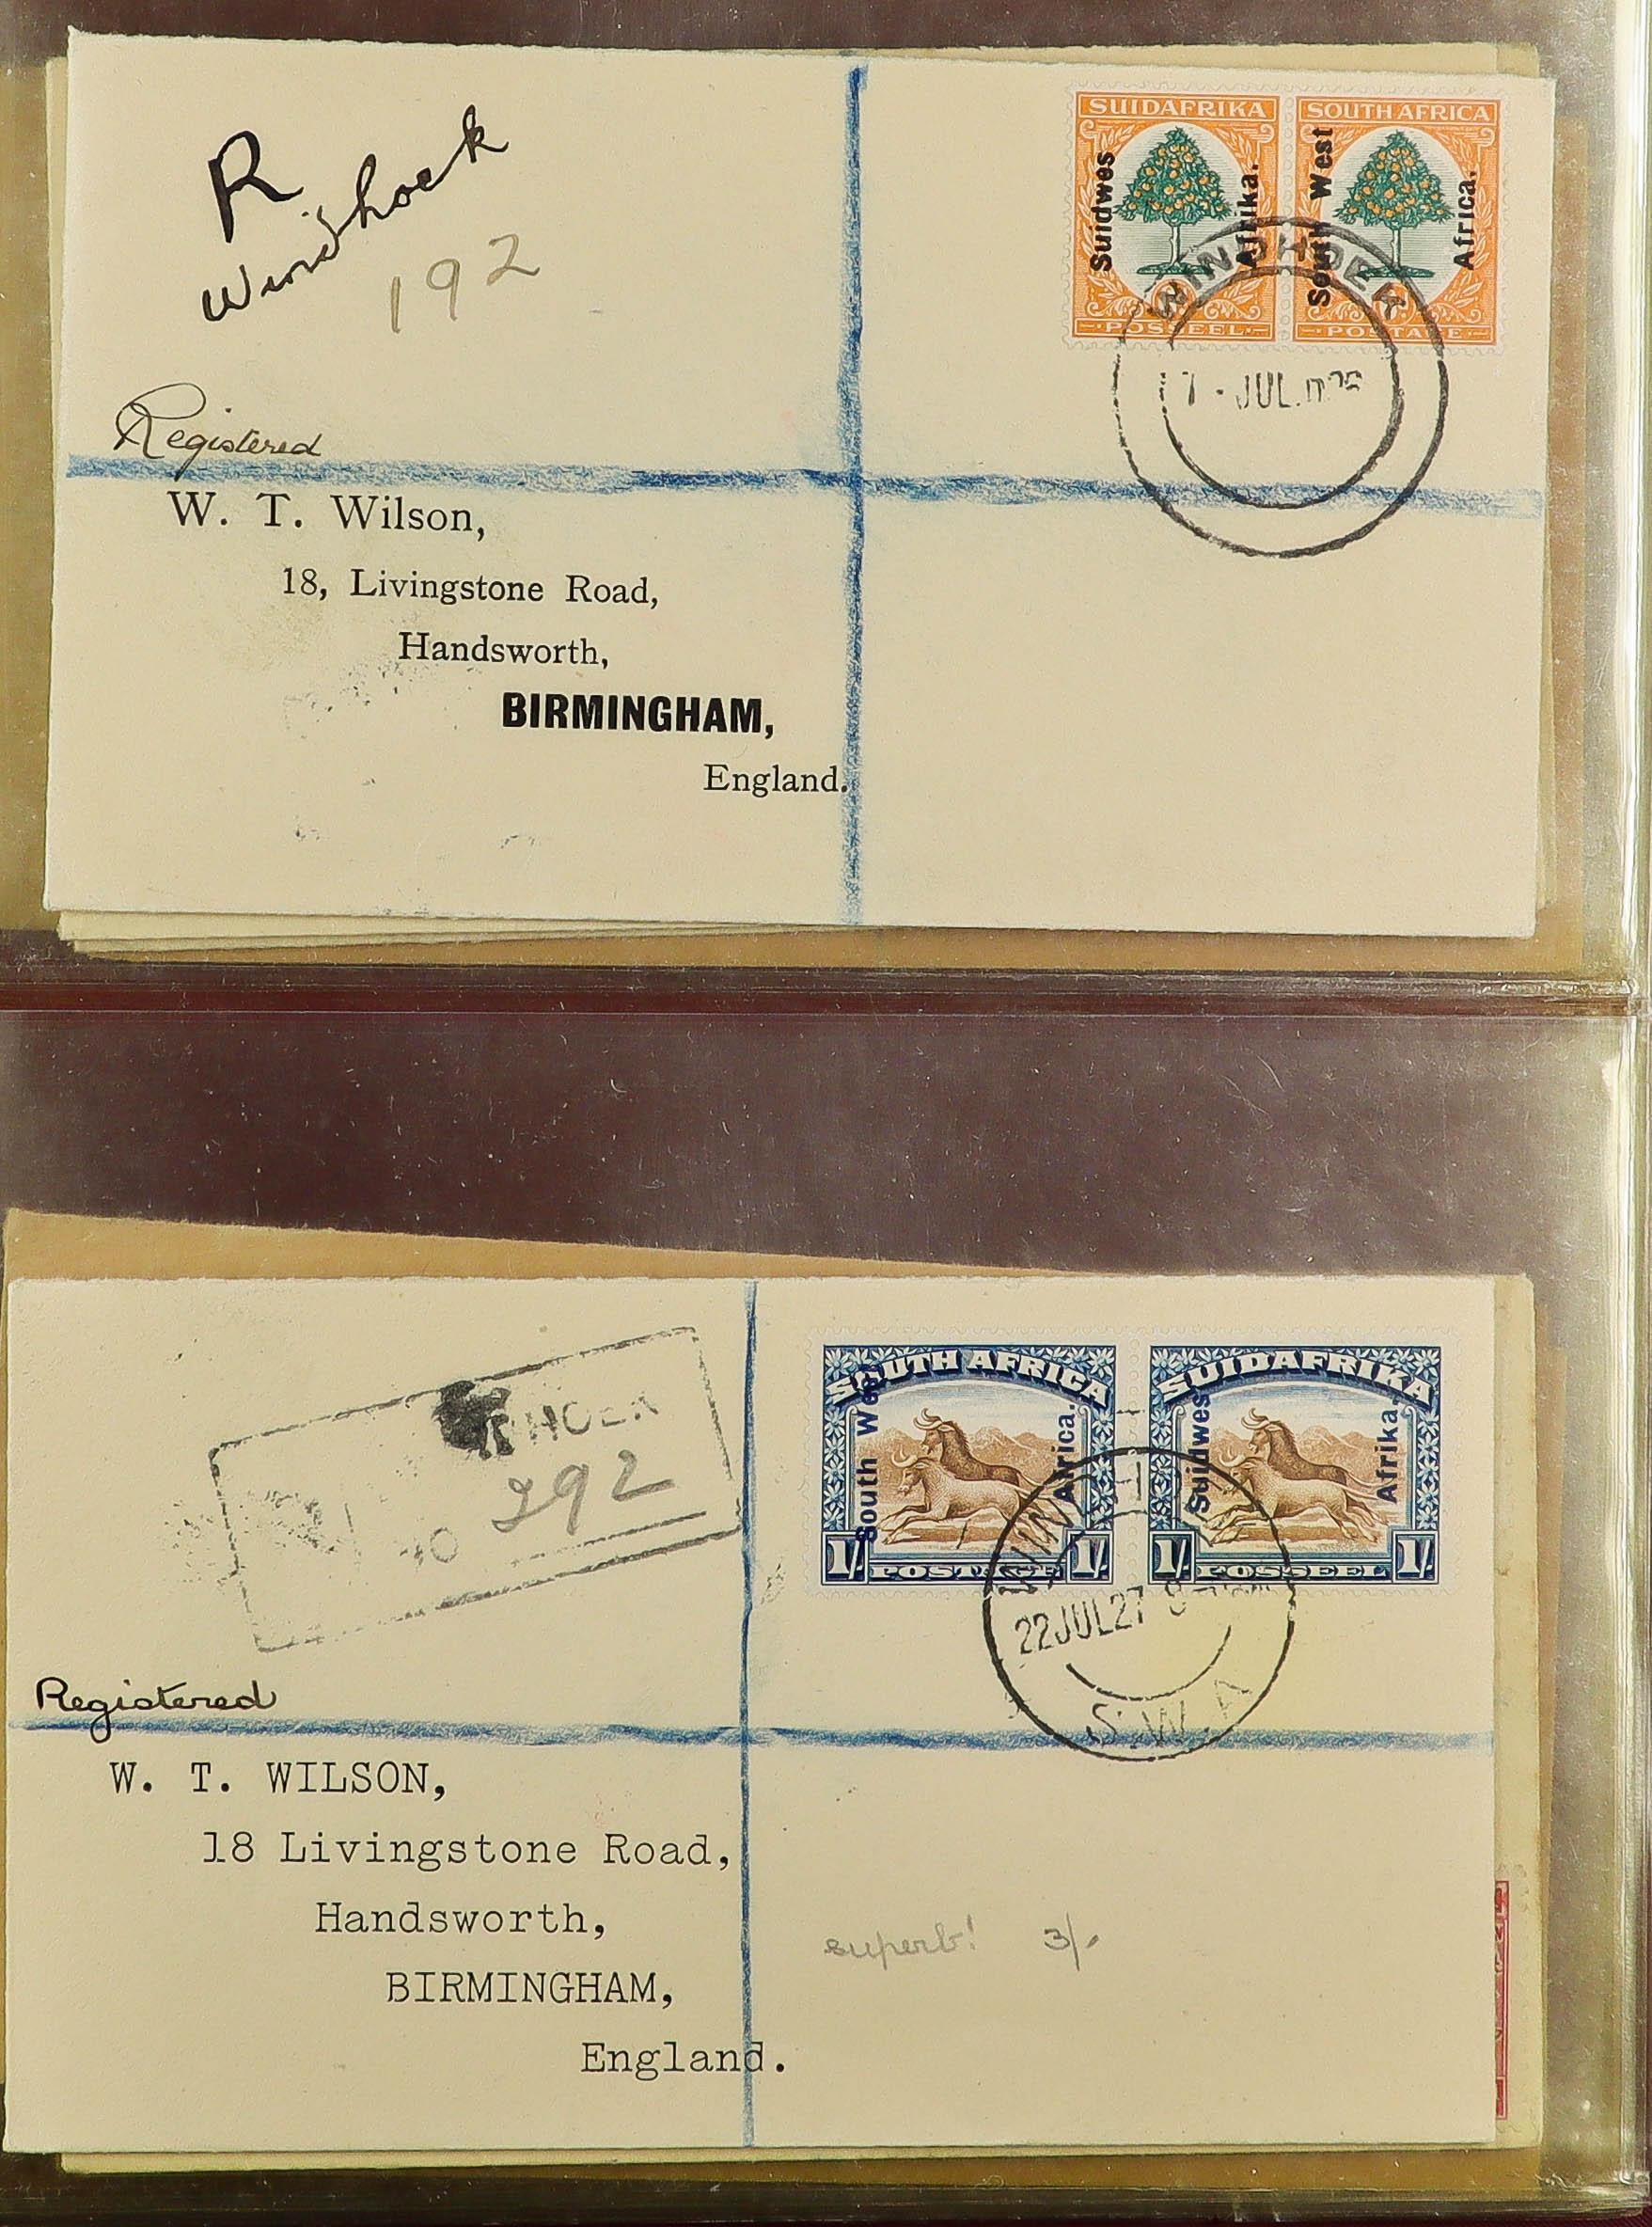 R
Windhoek
192
SUIDAFRIKA
SOUTH AFRICA
Suidwes
Afrika.
South West
Africa.
POSSEEL
POSTAGE
WINDHOEK
7 - JUL.
Registered
W. T. Wilson,
18, Livingstone Road,
Handsworth,
BIRMINGHAM,
England.
292
SOUTH AFRICA
SUIDAFRIKA
South West
Africa.
Suidwes
Afrika.
1/- POSTAGE 1/-
1/- POSSEEL 1/-
22JUL27
S.W.A
Registered
W. T. WILSON,
18 Livingstone Road,
Handsworth,
BIRMINGHAM,
England.
superb! 3/-